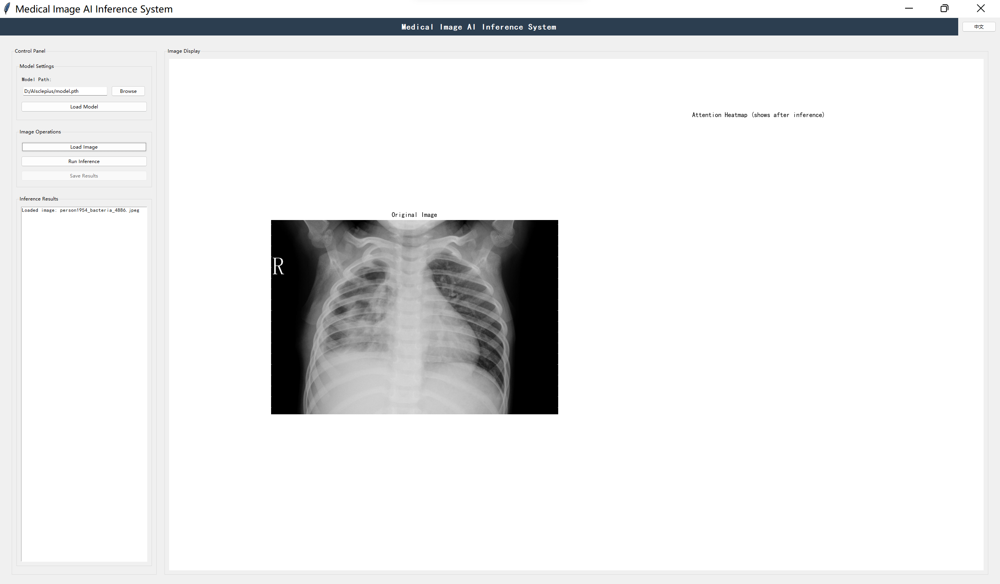 Medical Image AI Inference System
Medical Image AI Inference System
中文
Control Panel
Model Settings
Model Path:
D:/AIsclepius/model.pth
Browse
Load Model
Image Operations
Load Image
Run Inference
Save Results
Inference Results
Loaded image: person1954_bacteria_4886.jpeg
Image Display
Attention Heatmap (shows after inference)
Original Image
R